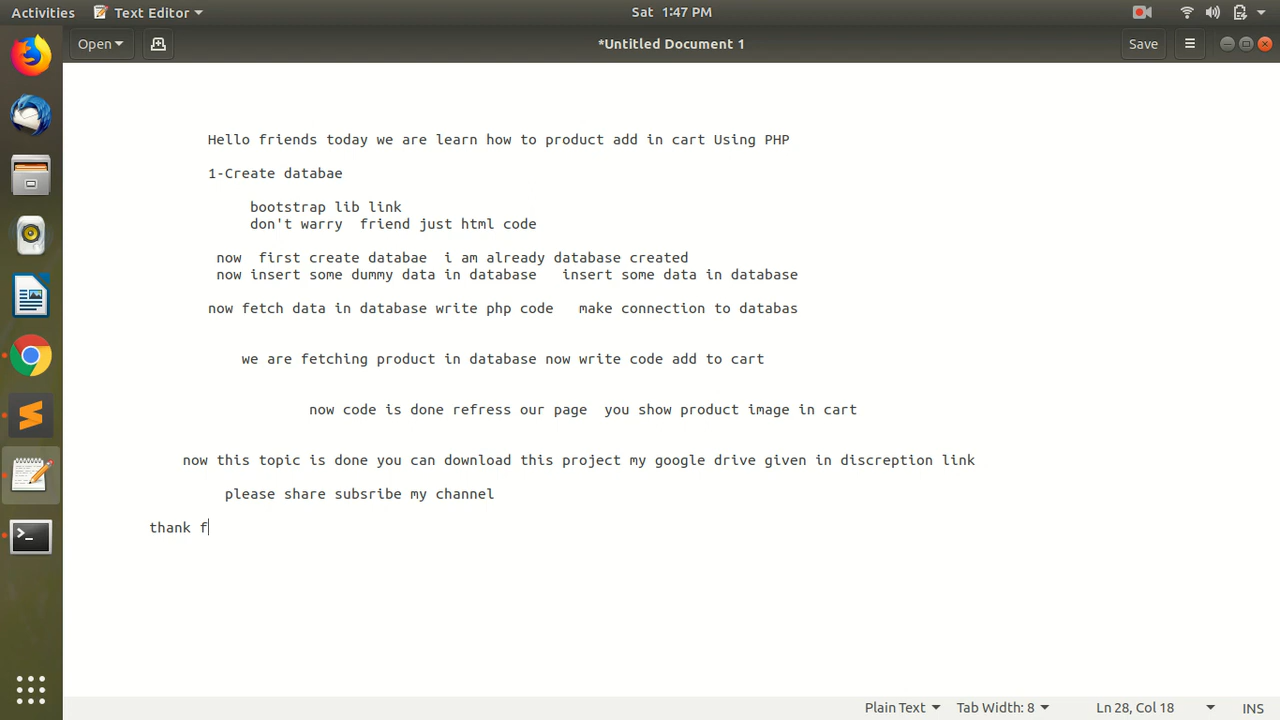 Activities
Text Editor
Sat 1:47 PM
Open
*Untitled Document 1
Save
Hello friends today we are learn how to product add in cart Using PHP
1-Create databae
bootstrap lib link
don't warry  friend just html code
now  first create databae  i am already database created
now insert some dummy data in database   insert some data in database
now fetch data in database write php code   make connection to databas
we are fetching product in database now write code add to cart
now code is done refress our page  you show product image in cart
now this topic is done you can download this project my google drive given in discreption link
please share subsribe my channel
thank f
Plain Text
Tab Width: 8
Ln 28, Col 18
INS